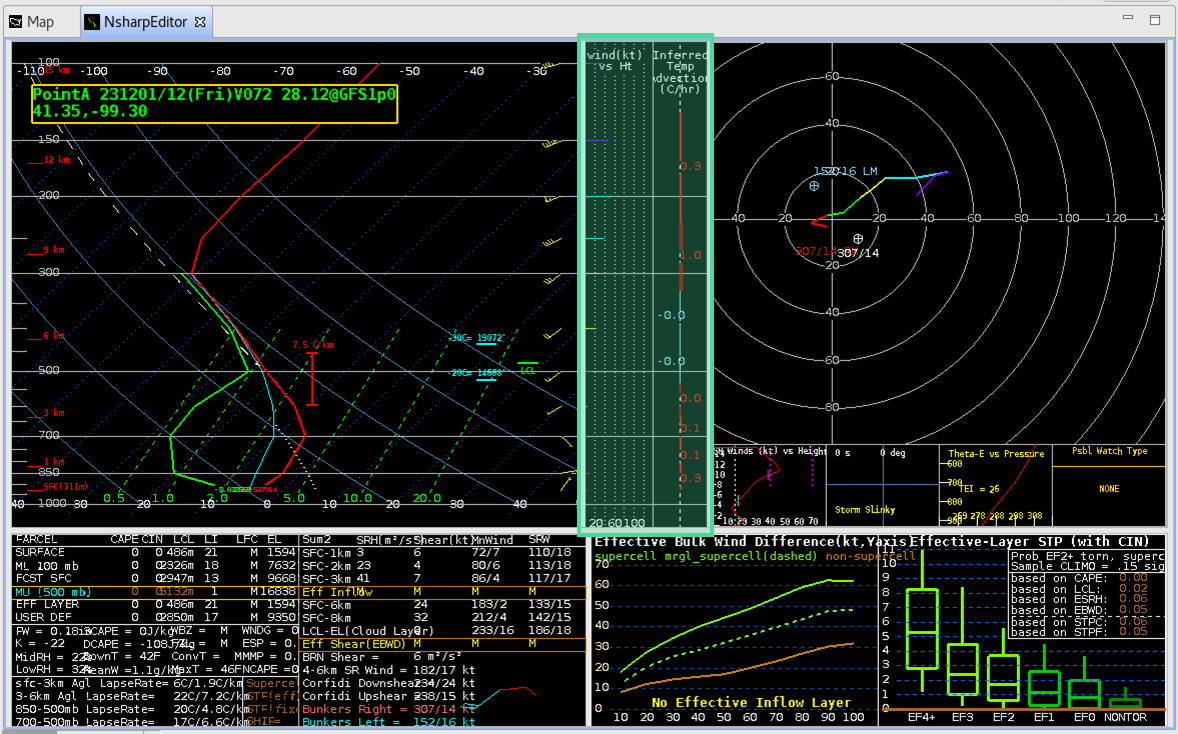 Map
NsharpEditor
100
-110 -100 -90 -80 -70 -60 -50 -40 -30
15 km
PointA 231201/12(Fri)V072 28.12@GFS1p0
41.35,-99.30
150
12 km
200
9 km
300
6 km
7.5 C/km
-30C= 19072
-20C= 14668
LCL
500
3 km
700
1 km
850
SFC(711m)
0.5 1.0 2.0 5.0 10.0 20.0
1000
-40 -30 -20 -10 0 10 20 30 40
wind(kt)
vs Ht
Inferred
Temp
Advection
(C/hr)
0.3
1.0
-0.0
-0.0
0.0
0.1
0.1
0.3
20:60100
60
40
152/16 LM
40 20 20 40 60 80 100 120 14
307/14
307/14
20
40
60
80
SR Winds (kt) vs Height
14
12
10
8
-6
-4
-2
10 20 30 40 50 60 70
0 s 0 deg
Storm Slinky
Theta-E vs Pressure
600
700
800
900
TEI = 26
269 278 288 298 308
Psbl Watch Type
NONE
PARCEL CAPE CIN LCL LI LFC EL
SURFACE 0 0 486m 21 M 1594
ML 100 mb 0 0 2326m 18 M 7632
FCST SFC 0 0 2947m 13 M 9668
MU (500 mb) 0 0 5132m 1 M 16838
EFF LAYER 0 0 486m 21 M 1594
USER DEF 0 0 2850m 17 M 9350
PW = 0.18in 3CAPE = 0J/kg WBZ = M WNDG = 0.
K = -22 DCAPE = -108J/kg FZL = M ESP = 0.
MidRH = 22% DownT = 42F ConvT = M MMMP = 0.
LowRH = 32% MeanW =1.1g/kg MaxT = 46F NCAPE = 0
sfc-3km Agl LapseRate= 6C/1.9C/km Supercel
3-6km Agl LapseRate= 22C/7.2C/km STP(eff)
850-500mb LapseRate= 20C/4.8C/km STP(fix)
700-500mb LapseRate= 17C/6.6C/km SHIP=
Sum2 SRH(m²/s²) Shear(kt) MnWind SRW
SFC-1km 3 6 72/7 110/18
SFC-2km 23 4 80/6 113/18
SFC-3km 41 7 86/4 117/17
Eff Inflow M M M M
SFC-6km 24 183/2 133/15
SFC-8km 32 212/4 142/15
LCL-EL(Cloud Layer) 233/16 186/18
Eff Shear(EBWD) M M M
BRN Shear = 6 m²/s²
4-6km SR Wind = 182/17 kt
Corfidi Downshear = 234/24 kt
Corfidi Upshear = 238/15 kt
Bunkers Right = 307/14 kt
Bunkers Left = 152/16 kt
Effective Bulk Wind Difference(kt,Yaxis)
supercell mrgl_supercell(dashed) non-supercell
70
60
50
40
30
20
10
0
No Effective Inflow Layer
10 20 30 40 50 60 70 80 90 100
Effective-Layer STP (with CIN)
11
10
9
8
7
6
5
4
3
2
1
0
Prob EF2+ torn, superc
Sample CLIMO = .15 sig
based on CAPE: 0.00
based on LCL: 0.02
based on ESRH: 0.06
based on EBWD: 0.05
based on STPC: 0.06
based on STPF: 0.05
EF4+ EF3 EF2 EF1 EF0 NONTOR